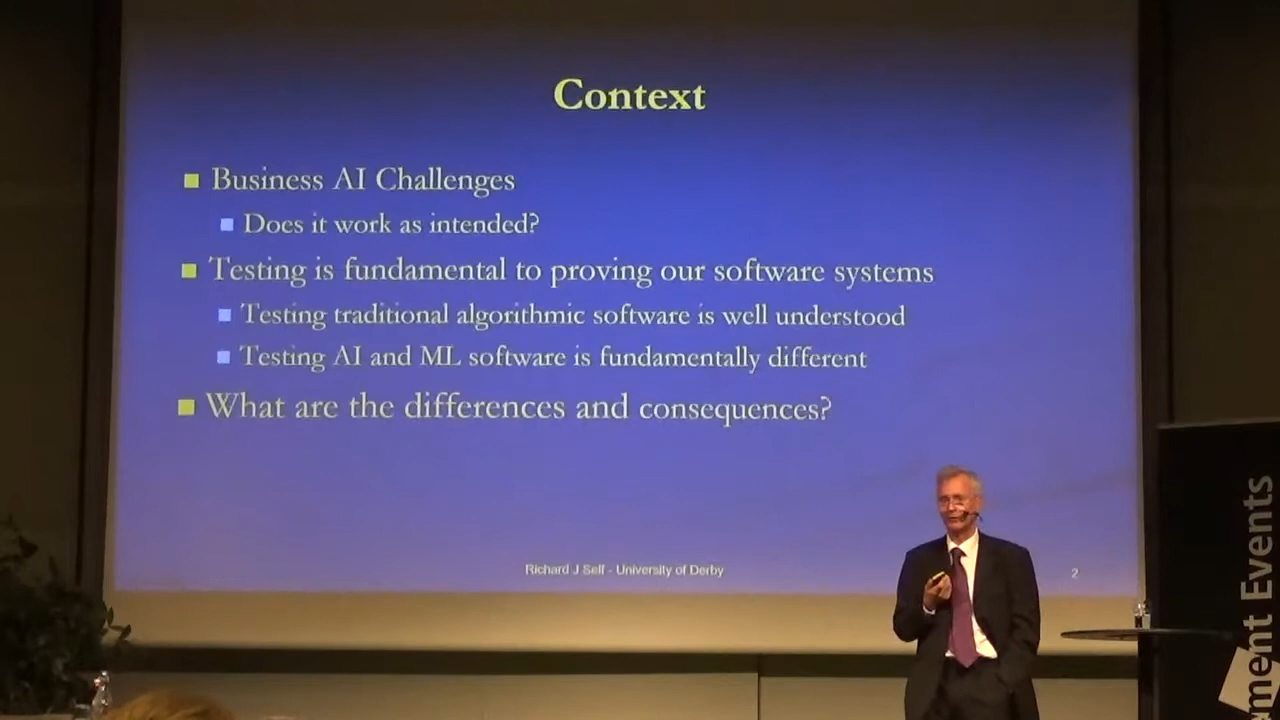 Context
Business AI Challenges
Does it work as intended?
Testing is fundamental to proving our software systems
Testing traditional algorithmic software is well understood
Testing AI and ML software is fundamentally different
What are the differences and consequences?
Richard J Self - University of Derby
2
ment Events